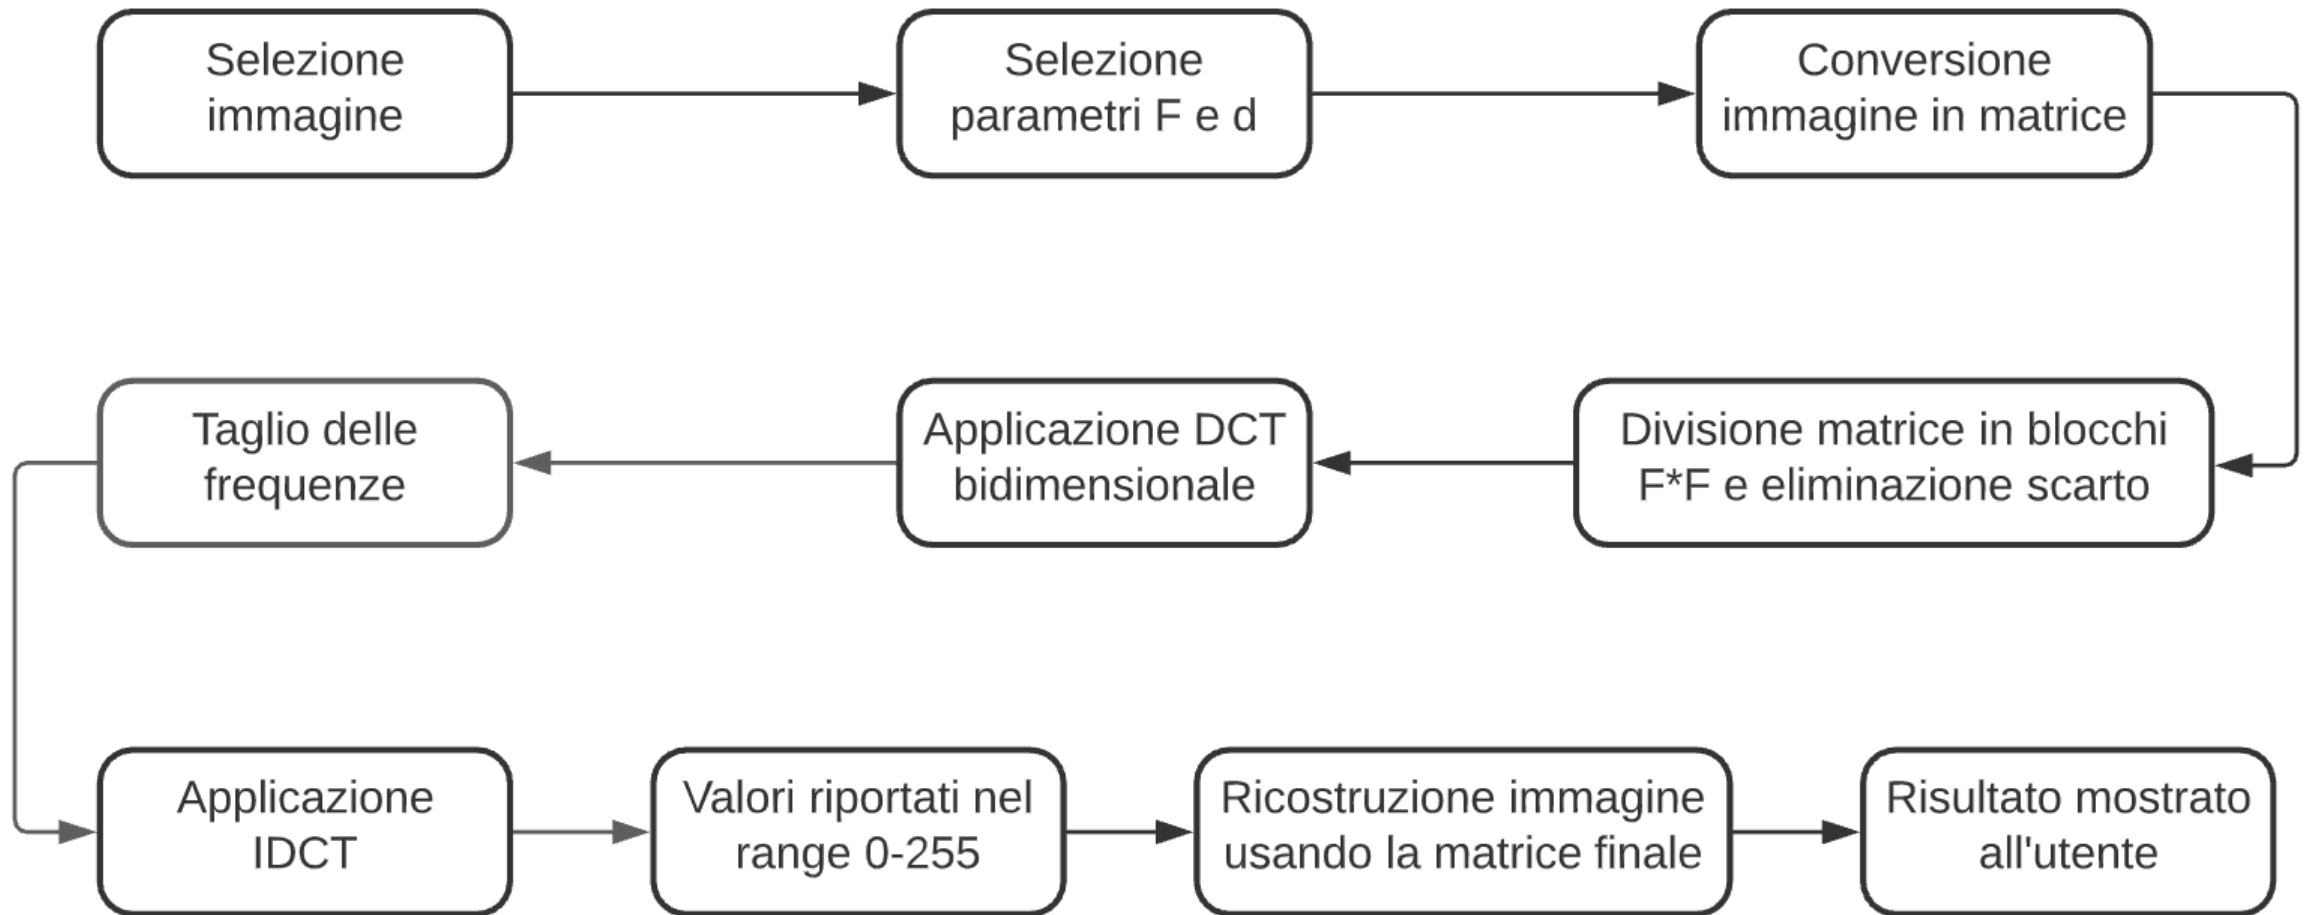 Selezione
immagine
Selezione
parametri F e d
Conversione
immagine in matrice
Divisione matrice in blocchi
F*F e eliminazione scarto
Applicazione DCT
bidimensionale
Taglio delle
frequenze
Applicazione
IDCT
Valori riportati nel
range 0-255
Ricostruzione immagine
usando la matrice finale
Risultato mostrato
all'utente